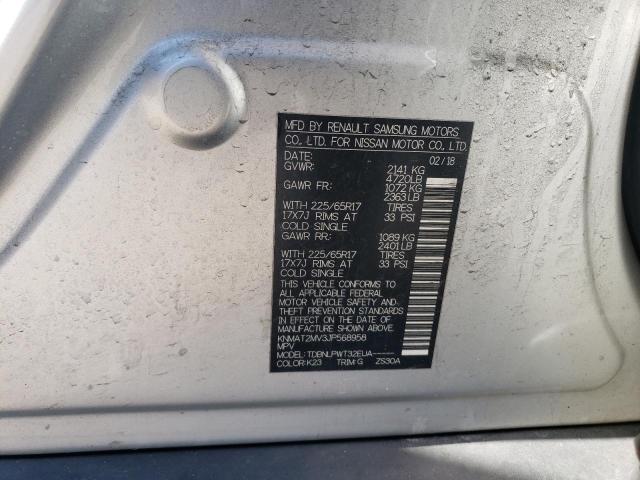 MFD BY RENAULT SAMSUNG MOTORS
CO., LTD. FOR NISSAN MOTOR CO., LTD.
DATE: 02/18
GVWR: 2141 KG
4720LB
GAWR FR: 1072 KG
2363 LB
WITH 225/65R17 TIRES
17X7J RIMS AT 33 PSI
COLD SINGLE
GAWR RR: 1089 KG
2401 LB
WITH 225/65R17 TIRES
17X7J RIMS AT 33 PSI
COLD SINGLE
THIS VEHICLE CONFORMS TO
ALL APPLICABLE FEDERAL
MOTOR VEHICLE SAFETY AND
THEFT PREVENTION STANDARDS
IN EFFECT ON THE DATE OF
MANUFACTURE SHOWN ABOVE.
KNMAT2MV3JP568958
MPV
MODEL: TDBNLPWT32EUA------
COLOR: K23 TRIM: G ZS30A